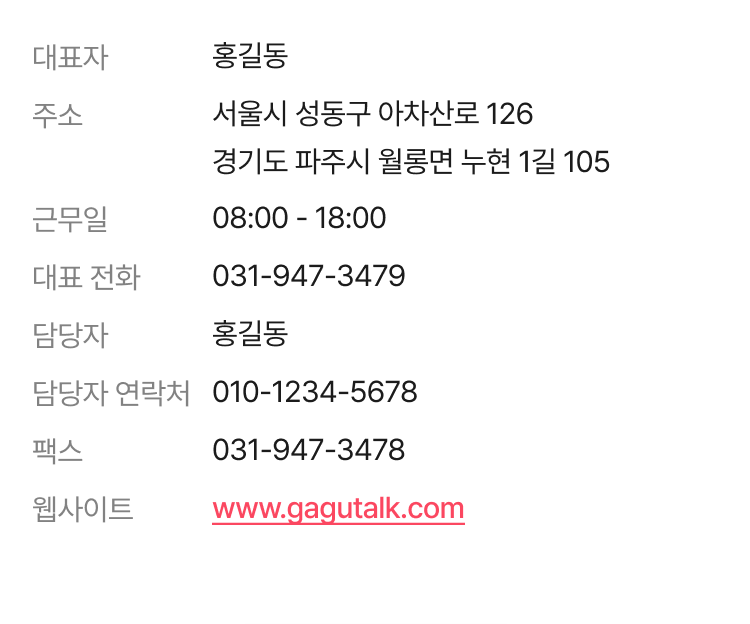 대표자 홍길동
주소 서울시 성동구 아차산로 126
경기도 파주시 월롱면 누현 1길 105
근무일 08:00 - 18:00
대표 전화 031-947-3479
담당자 홍길동
담당자 연락처 010-1234-5678
팩스 031-947-3478
웹사이트 www.gagutalk.com